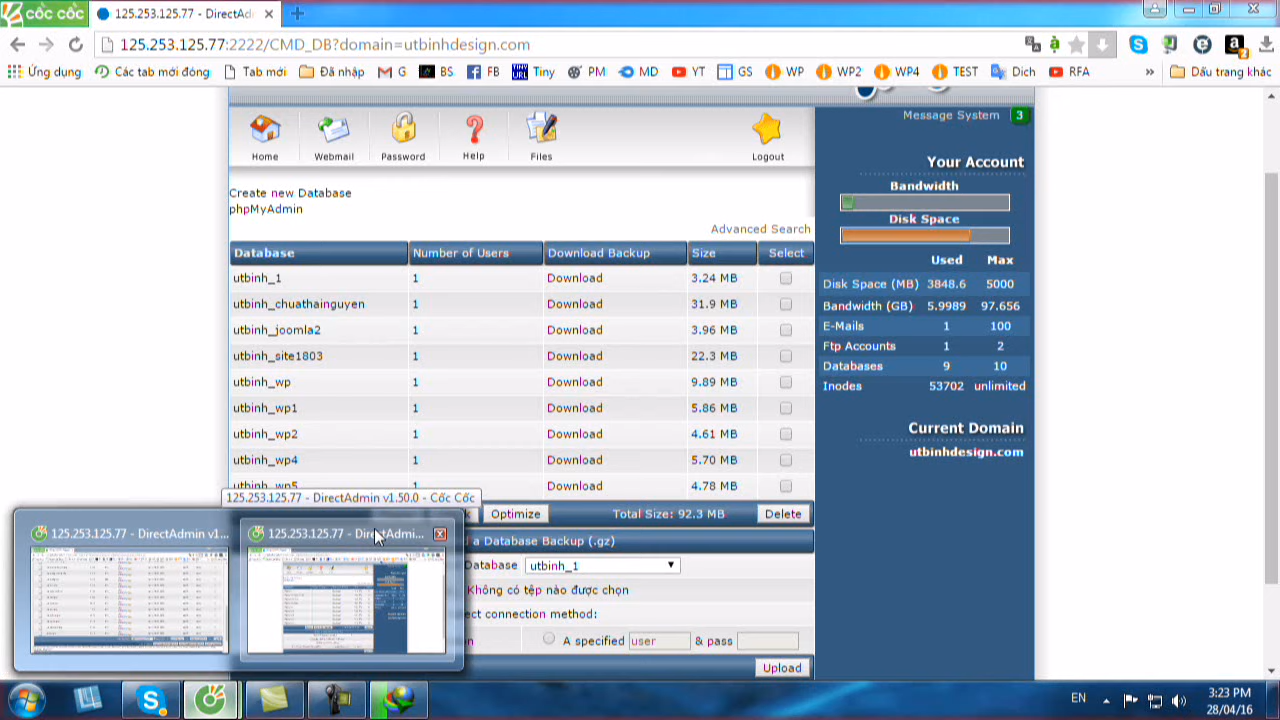 cốc cốc
125.253.125.77 - DirectAdm
125.253.125.77:2222/CMD_DB?domain=utbinhdesign.com
Ứng dụng Các tab mới đóng Tab mới Đã nhập G BS FB Tiny PM MD YT GS WP WP2 WP4 TEST Dich RFA » Dấu trang khác
Home Webmail Password Help Files Logout
Create new Database
phpMyAdmin
Advanced Search
Database Number of Users Download Backup Size Select
utbinh_1 1 Download 3.24 MB
utbinh_chuathainguyen 1 Download 31.9 MB
utbinh_joomla2 1 Download 3.96 MB
utbinh_site1803 1 Download 22.3 MB
utbinh_wp 1 Download 9.89 MB
utbinh_wp1 1 Download 5.86 MB
utbinh_wp2 1 Download 4.61 MB
utbinh_wp4 1 Download 5.70 MB
utbinh_wp5 1 Download 4.78 MB
Optimize Total Size: 92.3 MB Delete
a Database Backup (.gz)
Database utbinh_1
Không có tệp nào được chọn
connection method:
A specified user & pass
Upload
Message System 3
Your Account
Bandwidth
Disk Space
Used Max
Disk Space (MB) 3848.6 5000
Bandwidth (GB) 5.9989 97.656
E-Mails 1 100
Ftp Accounts 1 2
Databases 9 10
Inodes 53702 unlimited
Current Domain
utbinhdesign.com
125.253.125.77 - DirectAdmin v1.50.0 - Cốc Cốc
125.253.125.77 - DirectAdmin v1...
125.253.125.77 - DirectAdmi...
EN
3:23 PM
28/04/16